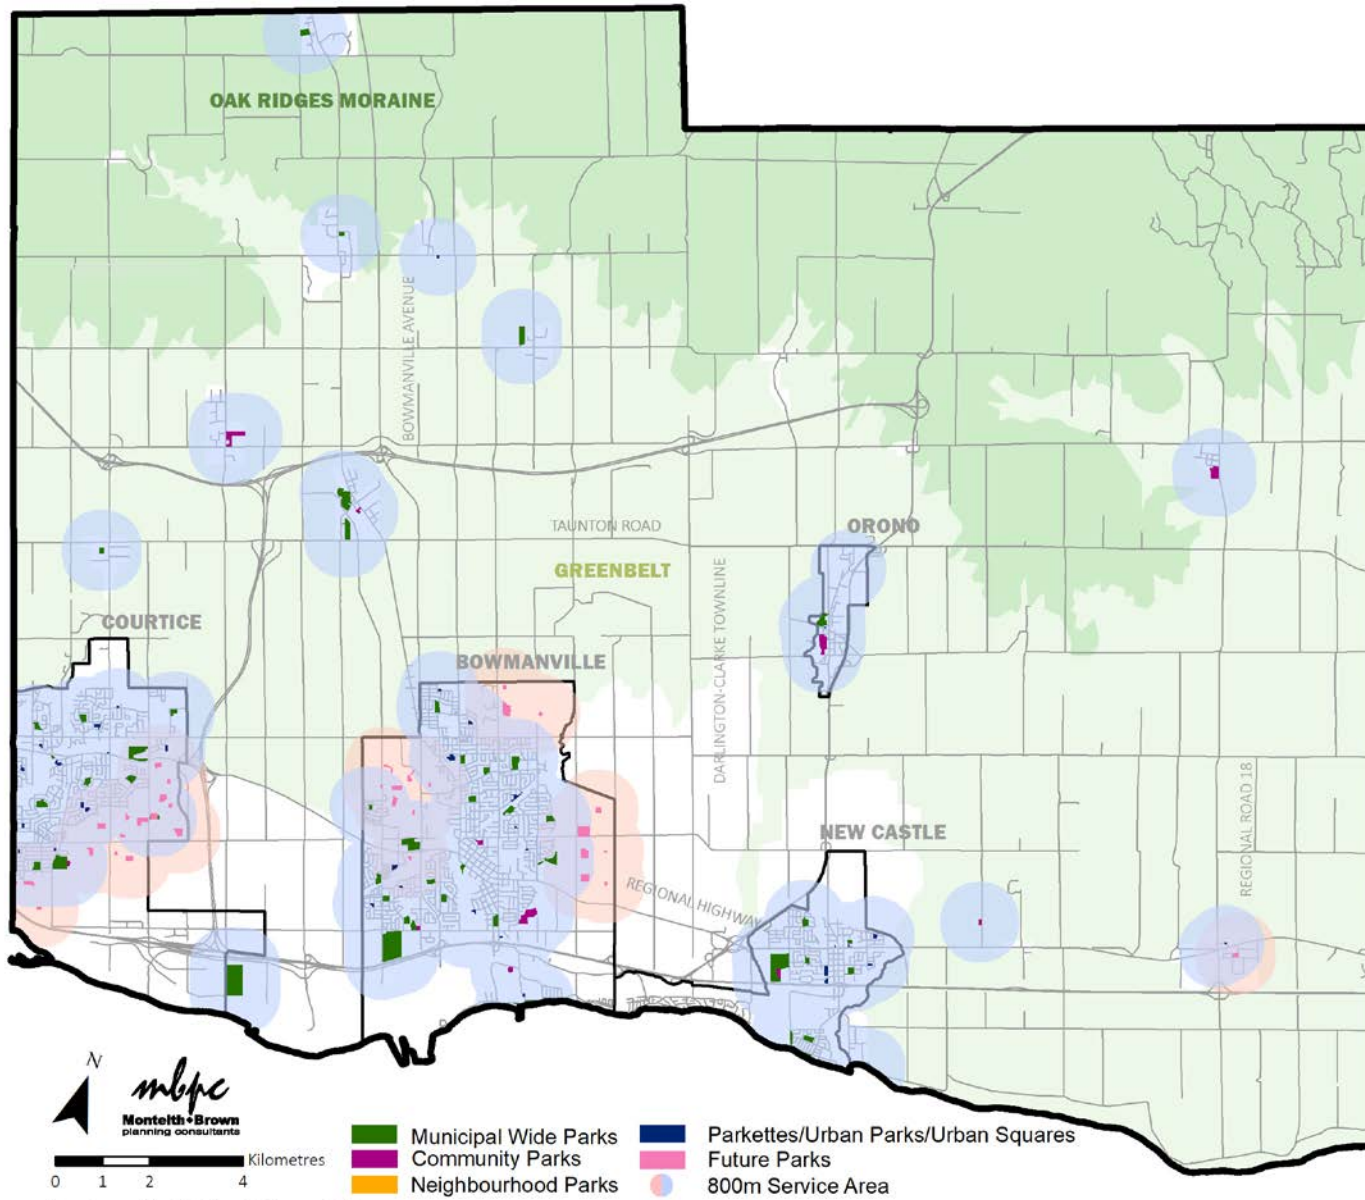 OAK RIDGES MORAINE
BOWMANVILLE AVENUE
TAUNTON ROAD
ORONO
GREENBELT
DARLINGTON-CLARKE TOWNLINE
COURTICE
BOWMANVILLE
NEW CASTLE
REGIONAL ROAD 18
REGIONAL HIGHWAY
N
mbpc
Monteith+Brown
planning consultants
Kilometres
0 1 2 4
Municipal Wide Parks
Community Parks
Neighbourhood Parks
Parkettes/Urban Parks/Urban Squares
Future Parks
800m Service Area